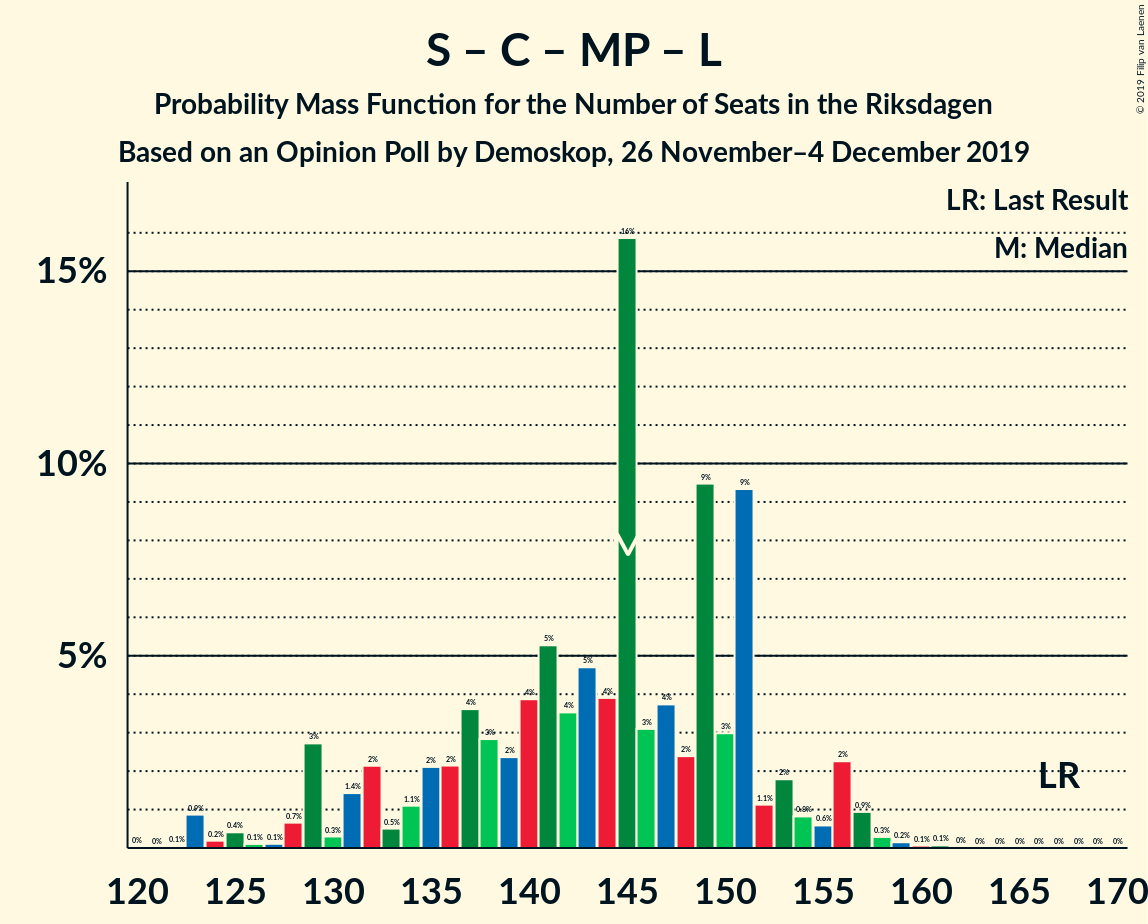 S – C – MP – L
Probability Mass Function for the Number of Seats in the Riksdagen
Based on an Opinion Poll by Demoskop, 26 November–4 December 2019
© 2019 Filip van Laenen
LR: Last Result
M: Median
15%
10%
5%
0% 0% 0.1% 0.9% 0.2% 0.4% 0.1% 0.1% 0.7% 3% 0.3% 1.4% 2% 0.5% 1.1% 2% 2% 4% 3% 2% 4% 5% 4% 5% 4% 16% 3% 4% 2% 9% 3% 9% 1.1% 2% 0.8% 0.6% 2% 0.9% 0.3% 0.2% 0.1% 0.1% 0% 0% 0% 0% 0% 0% 0% 0% 0%
LR
120 125 130 135 140 145 150 155 160 165 170